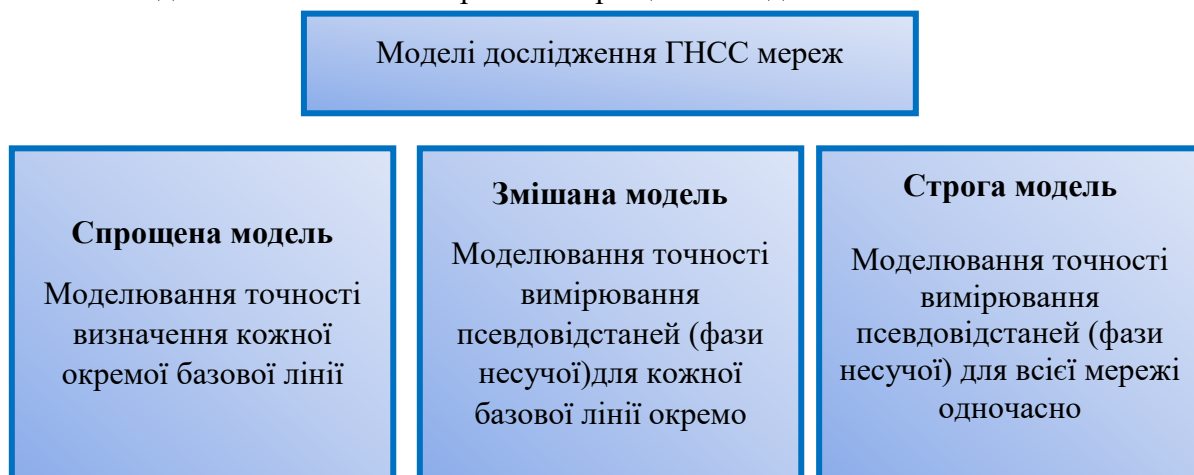 Моделі дослідження ГНСС мереж
Спрощена модель
Моделювання точності
визначення кожної
окремої базової лінії
Змішана модель
Моделювання точності
вимірювання
псевдовідстаней (фази
несучої)для кожної
базової лінії окремо
Строга модель
Моделювання точності
вимірювання
псевдовідстаней (фази
несучої) для всієї мережі
одночасно